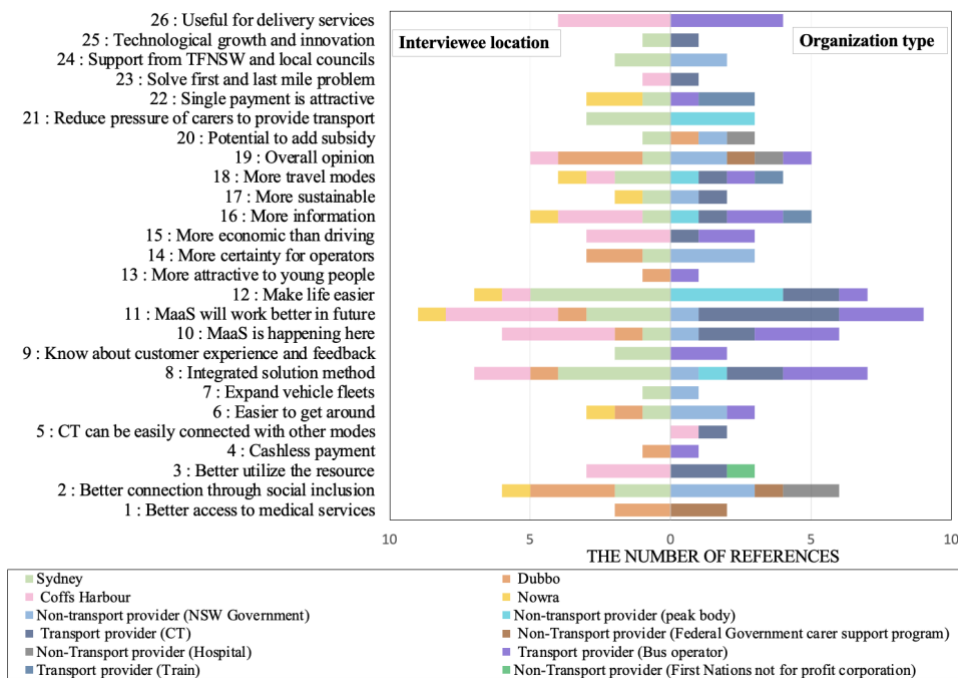 26 : Useful for delivery services
25 : Technological growth and innovation
24 : Support from TFNSW and local councils
23 : Solve first and last mile problem
22 : Single payment is attractive
21 : Reduce pressure of carers to provide transport
20 : Potential to add subsidy
19 : Overall opinion
18 : More travel modes
17 : More sustainable
16 : More information
15 : More economic than driving
14 : More certainty for operators
13 : More attractive to young people
12 : Make life easier
11 : MaaS will work better in future
10 : MaaS is happening here
9 : Know about customer experience and feedback
8 : Integrated solution method
7 : Expand vehicle fleets
6 : Easier to get around
5 : CT can be easily connected with other modes
4 : Cashless payment
3 : Better utilize the resource
2 : Better connection through social inclusion
1 : Better access to medical services
Interviewee location
Organization type
10 5 0 5 10
THE NUMBER OF REFERENCES
Sydney
Dubbo
Coffs Harbour
Nowra
Non-transport provider (NSW Government)
Non-transport provider (peak body)
Transport provider (CT)
Non-Transport provider (Federal Government carer support program)
Non-Transport provider (Hospital)
Transport provider (Bus operator)
Transport provider (Train)
Non-Transport provider (First Nations not for profit corporation)